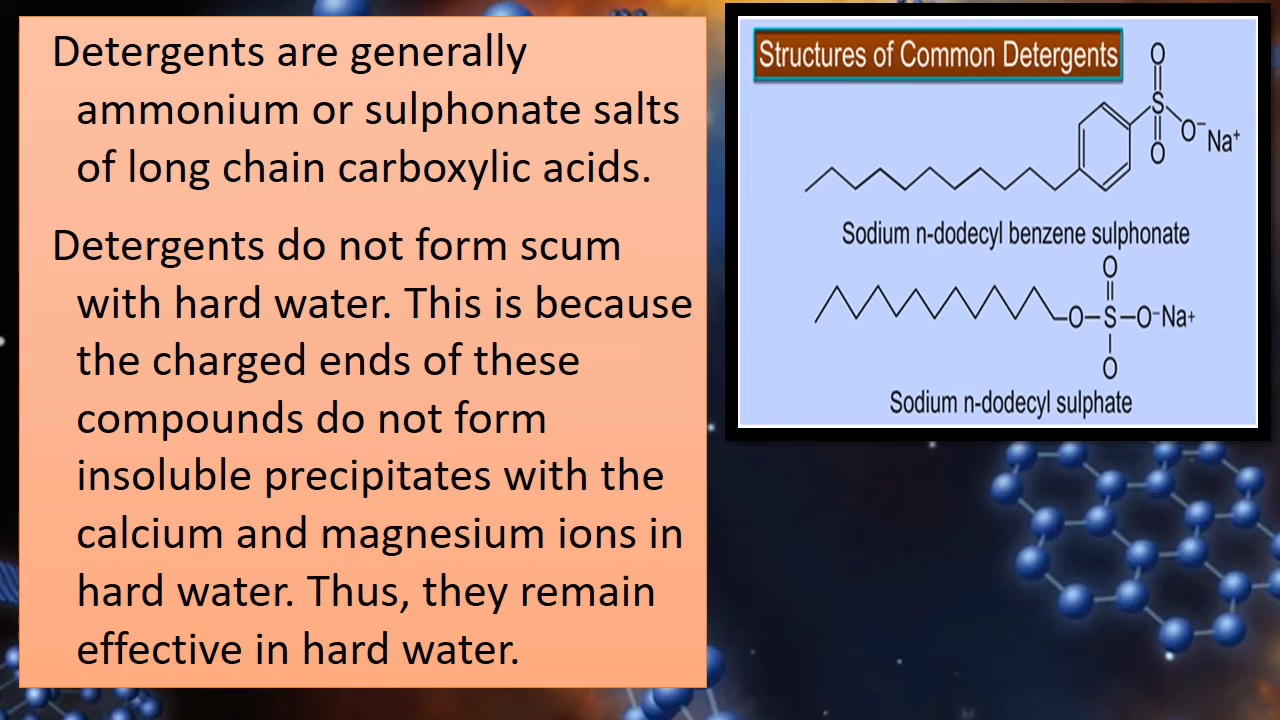 Detergents are generally
ammonium or sulphonate salts
of long chain carboxylic acids.
Detergents do not form scum
with hard water. This is because
the charged ends of these
compounds do not form
insoluble precipitates with the
calcium and magnesium ions in
hard water. Thus, they remain
effective in hard water.
Structures of Common Detergents
O
S
O⁻
Na⁺
O
Sodium n-dodecyl benzene sulphonate
O
O–S–O⁻Na⁺
O
Sodium n-dodecyl sulphate